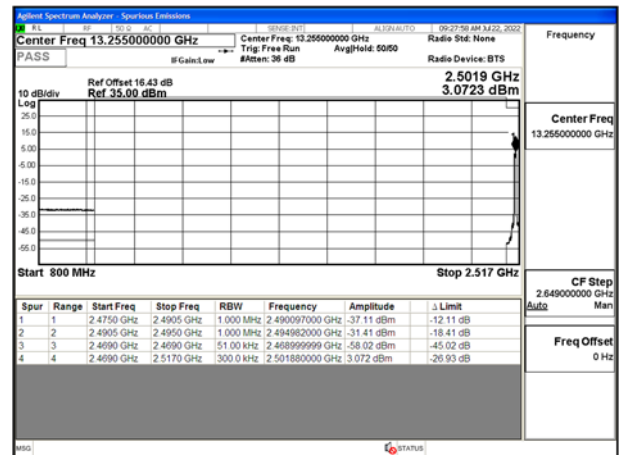 Agilent Spectrum Analyzer - Spurious Emissions
RL RF 50 Ω AC SENSE:INT ALIGNAUTO 09:27:58 AM Jul 22, 2022
Center Freq 13.255000000 GHz
Center Freq: 13.255000000 GHz
Radio Std: None
Trig: Free Run Avg|Hold: 50/50
PASS IFGain:Low #Atten: 36 dB Radio Device: BTS
Ref Offset 16.43 dB
10 dB/div Ref 35.00 dBm
2.5019 GHz
3.0723 dBm
Log
25.0
15.0
5.00
-5.00
-15.0
-25.0
-35.0
-45.0
-55.0
Start 800 MHz Stop 2.517 GHz
Spur Range Start Freq Stop Freq RBW Frequency Amplitude Δ Limit
1 1 2.4750 GHz 2.4905 GHz 1.000 MHz 2.490097000 GHz -37.11 dBm -12.11 dB
2 2 2.4905 GHz 2.4950 GHz 1.000 MHz 2.494982000 GHz -31.41 dBm -18.41 dB
3 3 2.4690 GHz 2.4690 GHz 51.00 kHz 2.468999999 GHz -58.02 dBm -45.02 dB
4 4 2.4690 GHz 2.5170 GHz 300.0 kHz 2.501880000 GHz 3.072 dBm -26.93 dB
MSG STATUS
Frequency
Center Freq
13.255000000 GHz
CF Step
2.649000000 GHz
Auto Man
Freq Offset
0 Hz